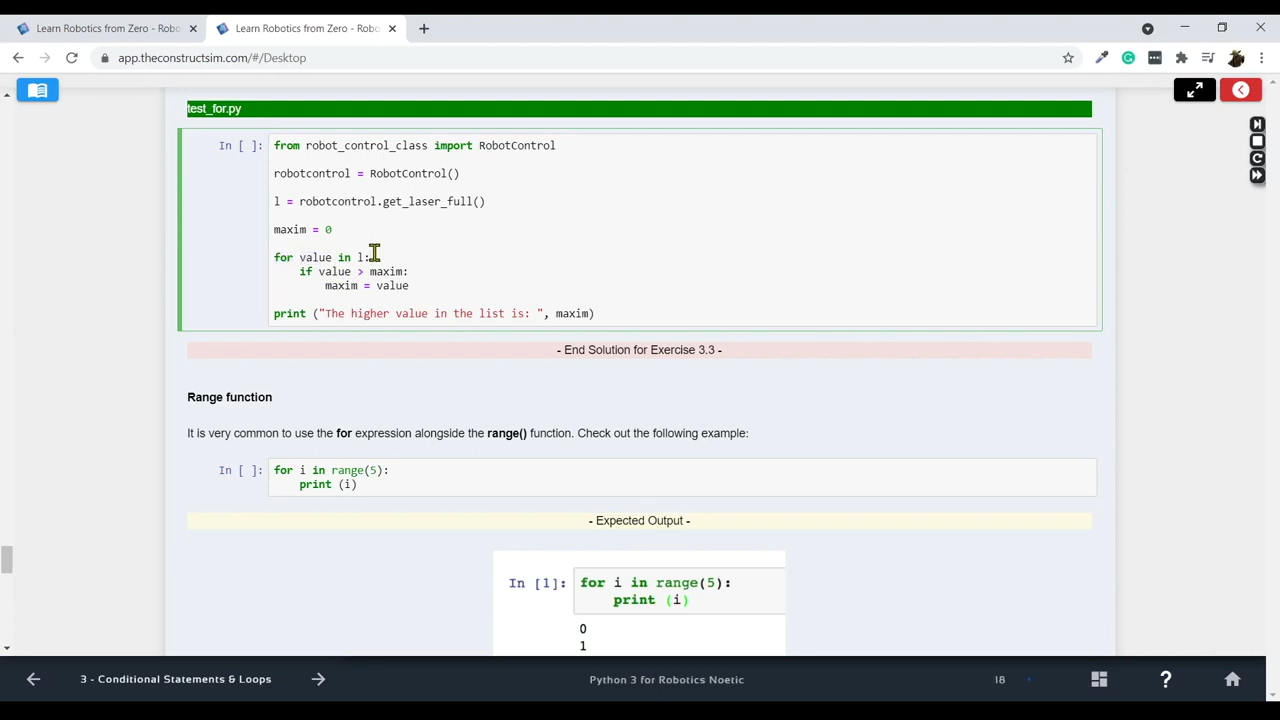 Learn Robotics from Zero - Robo
Learn Robotics from Zero - Robo
app.theconstructsim.com/#/Desktop
test_for.py
In [ ]:
from robot_control_class import RobotControl
robotcontrol = RobotControl()
l = robotcontrol.get_laser_full()
maxim = 0
for value in l:
if value > maxim:
maxim = value
print ("The higher value in the list is: ", maxim)
- End Solution for Exercise 3.3 -
Range function
It is very common to use the for expression alongside the range() function. Check out the following example:
In [ ]:
for i in range(5):
print (i)
- Expected Output -
In [1]: for i in range(5):
print (i)
0
1
3 - Conditional Statements & Loops
Python 3 for Robotics Noetic
18